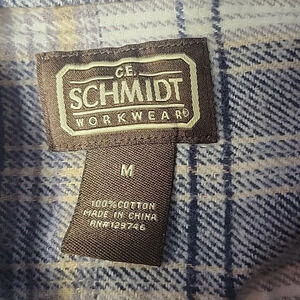 C.E.
SCHMIDT
WORKWEAR®
M
100% COTTON
MADE IN CHINA
RN#129746